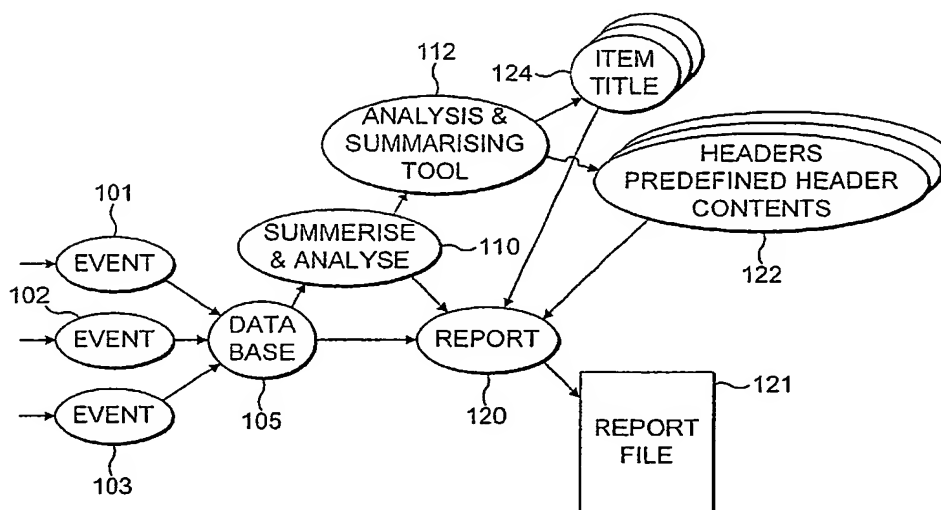 112
124
ITEM
TITLE
ANALYSIS &
SUMMARISING
TOOL
HEADERS
PREDEFINED HEADER
CONTENTS
122
101
EVENT
SUMMERISE
& ANALYSE
110
102
EVENT
DATA
BASE
105
REPORT
120
EVENT
103
121
REPORT
FILE